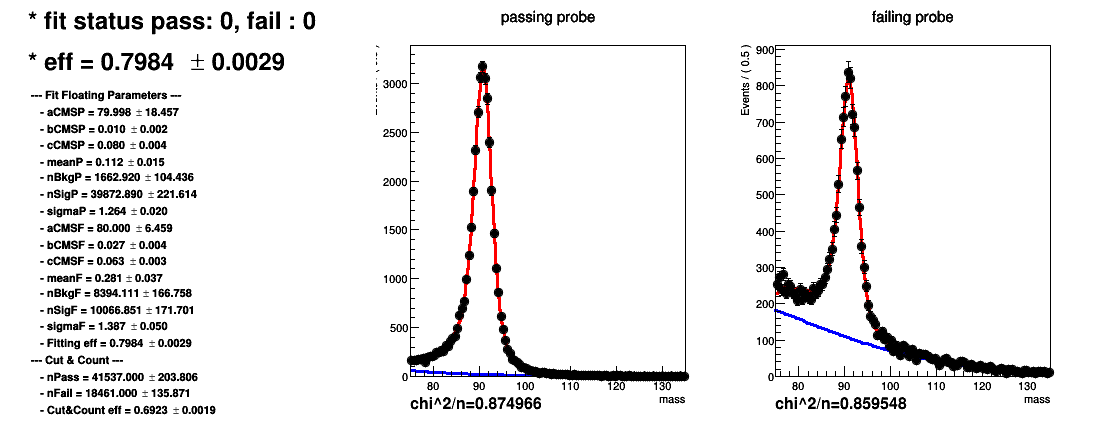 * fit status pass: 0, fail : 0
* eff = 0.7984 ± 0.0029
--- Fit Floating Parameters ---
- aCMSP = 79.998 ± 18.457
- bCMSP = 0.010 ± 0.002
- cCMSP = 0.080 ± 0.004
- meanP = 0.112 ± 0.015
- nBkgP = 1662.920 ± 104.436
- nSigP = 39872.890 ± 221.614
- sigmaP = 1.264 ± 0.020
- aCMSF = 80.000 ± 6.459
- bCMSF = 0.027 ± 0.004
- cCMSF = 0.063 ± 0.003
- meanF = 0.281 ± 0.037
- nBkgF = 8394.111 ± 166.758
- nSigF = 10066.851 ± 171.701
- sigmaF = 1.387 ± 0.050
- Fitting eff = 0.7984 ± 0.0029
--- Cut & Count ---
- nPass = 41537.000 ± 203.806
- nFail = 18461.000 ± 135.871
- Cut&Count eff = 0.6923 ± 0.0019
passing probe
3000
2500
2000
1500
1000
500
0
80 90 100 110 120 130
mass
chi^2/n=0.874966
failing probe
Events / ( 0.5 )
900
800
700
600
500
400
300
200
100
0
80 90 100 110 120 130
mass
chi^2/n=0.859548